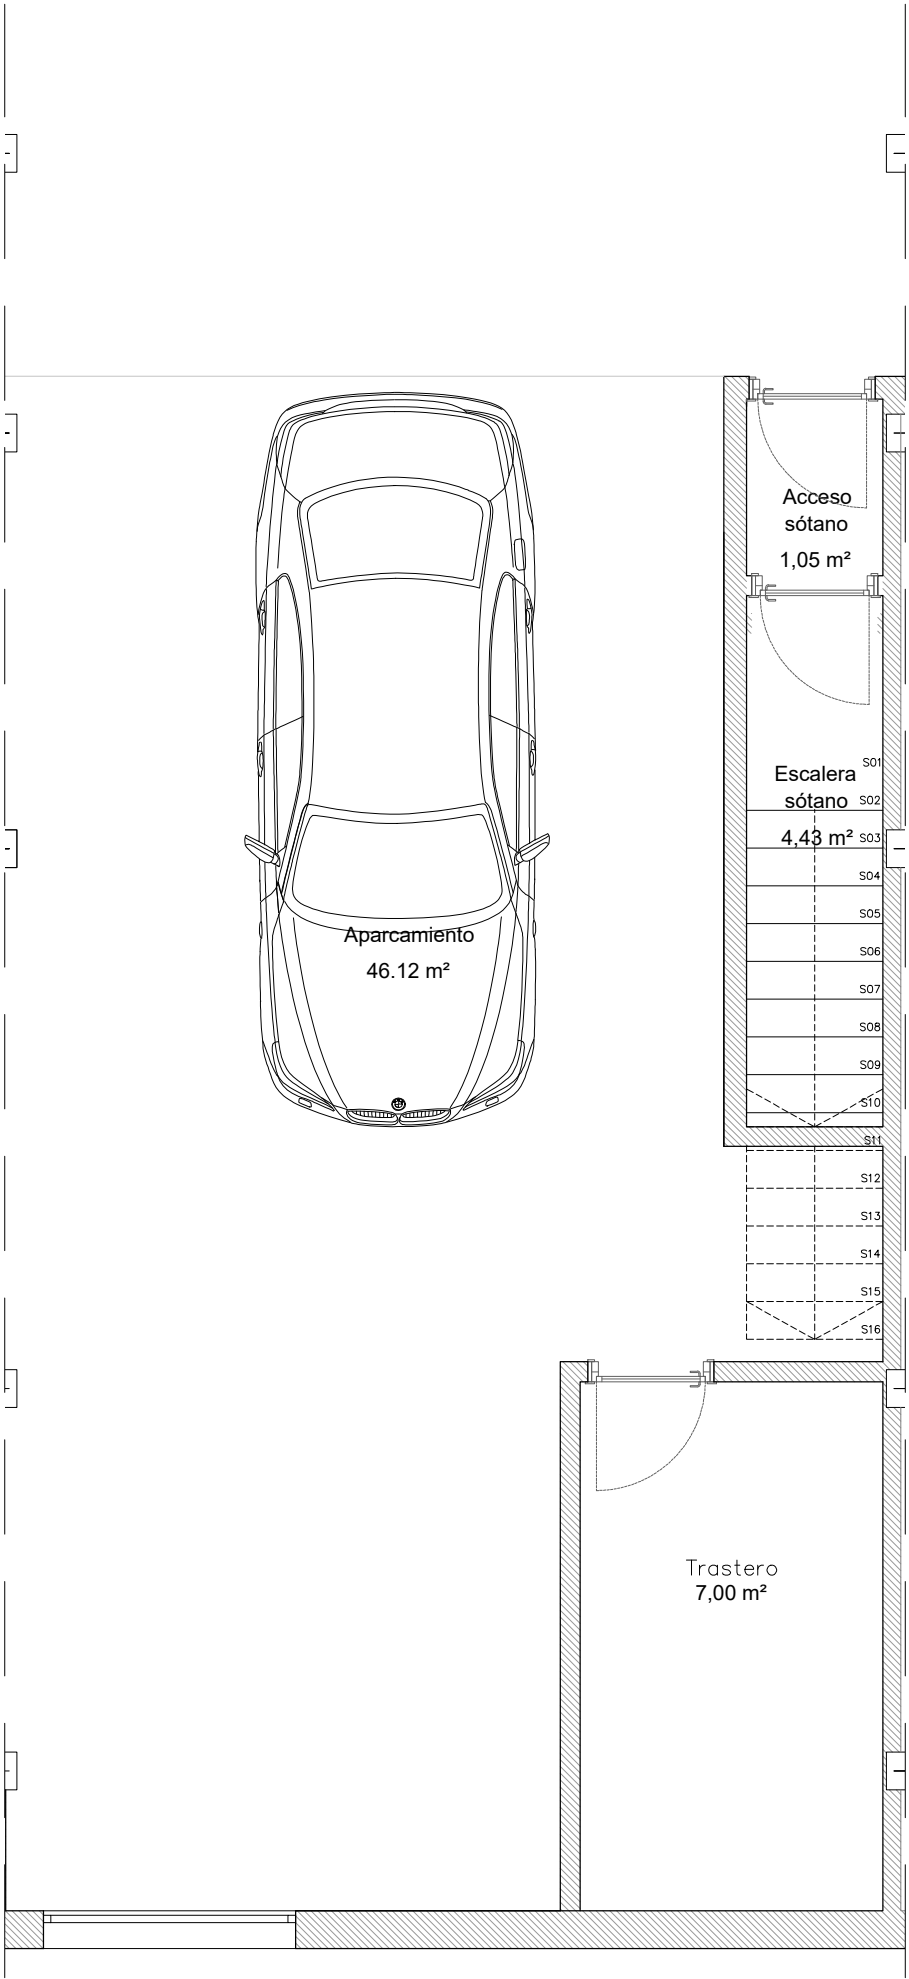 Acceso
sótano
1,05 m²
S01
Escalera
sótano
S02
4,43 m²
S03
S04
S05
Aparcamiento
46.12 m²
S06
S07
S08
S09
S10
S11
S12
S13
S14
S15
S16
Trastero
7,00 m²